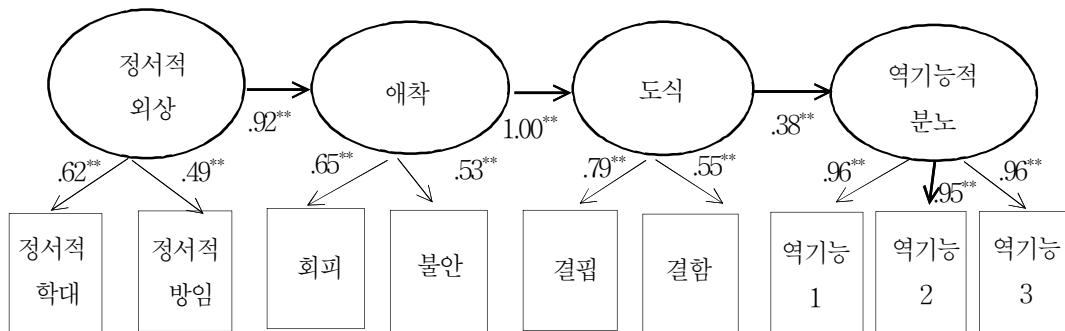 정서적
외상
애착
도식
역기능적
분노
.92**
1.00**
.38**
.62**
.49**
.65**
.53**
.79**
.55**
.96**
.95**
.96**
정서적
학대
정서적
방임
회피
불안
결핍
결함
역기능
1
역기능
2
역기능
3